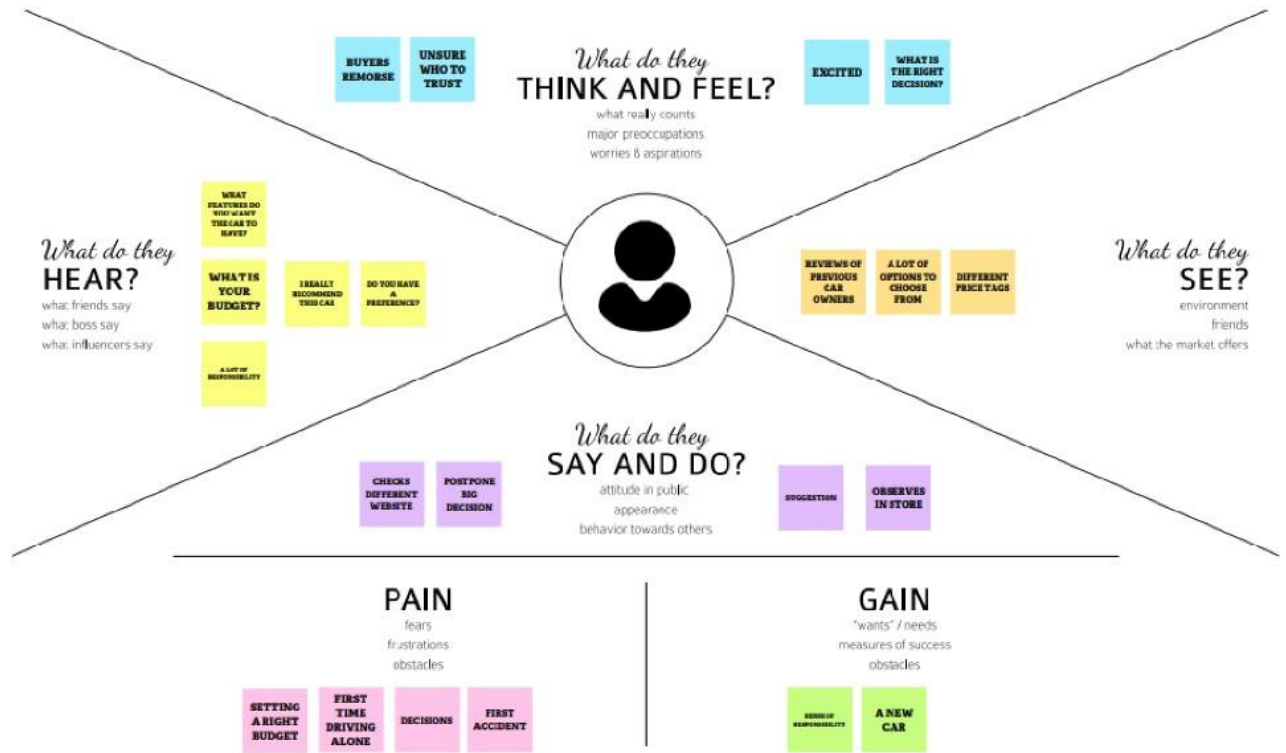 BUYERS
REMORSE
UNSURE
WHO TO
TRUST
What do they
THINK AND FEEL?
what really counts
major preoccupations
worries & aspirations
EXCITED
WHAT IS
THE RIGHT
DECISION?
What do they
HEAR?
what friends say
what boss say
what influencers say
WHAT
FEATURES DO
YOU WANT
THE CAR TO
HAVE?
WHAT IS
YOUR
BUDGET?
I REALLY
RECOMMEND
THIS CAR
DO YOU HAVE
A
PREFERENCE?
A LOT OF
RESPONSIBILITY
REVIEWS OF
PREVIOUS
CAR
OWNERS
A LOT OF
OPTIONS TO
CHOOSE
FROM
DIFFERENT
PRICE TAGS
What do they
SEE?
environment
friends
what the market offers
CHECKS
DIFFERENT
WEBSITE
POSTPONE
BIG
DECISION
What do they
SAY AND DO?
attitude in public
appearance
behavior towards others
SUGGESTION
OBSERVES
IN STORE
PAIN
fears
frustrations
obstacles
SETTING
A RIGHT
BUDGET
FIRST
TIME
DRIVING
ALONE
DECISIONS
FIRST
ACCIDENT
GAIN
"wants" / needs
measures of success
obstacles
SENSE OF
RESPONSIBILITY
A NEW
CAR